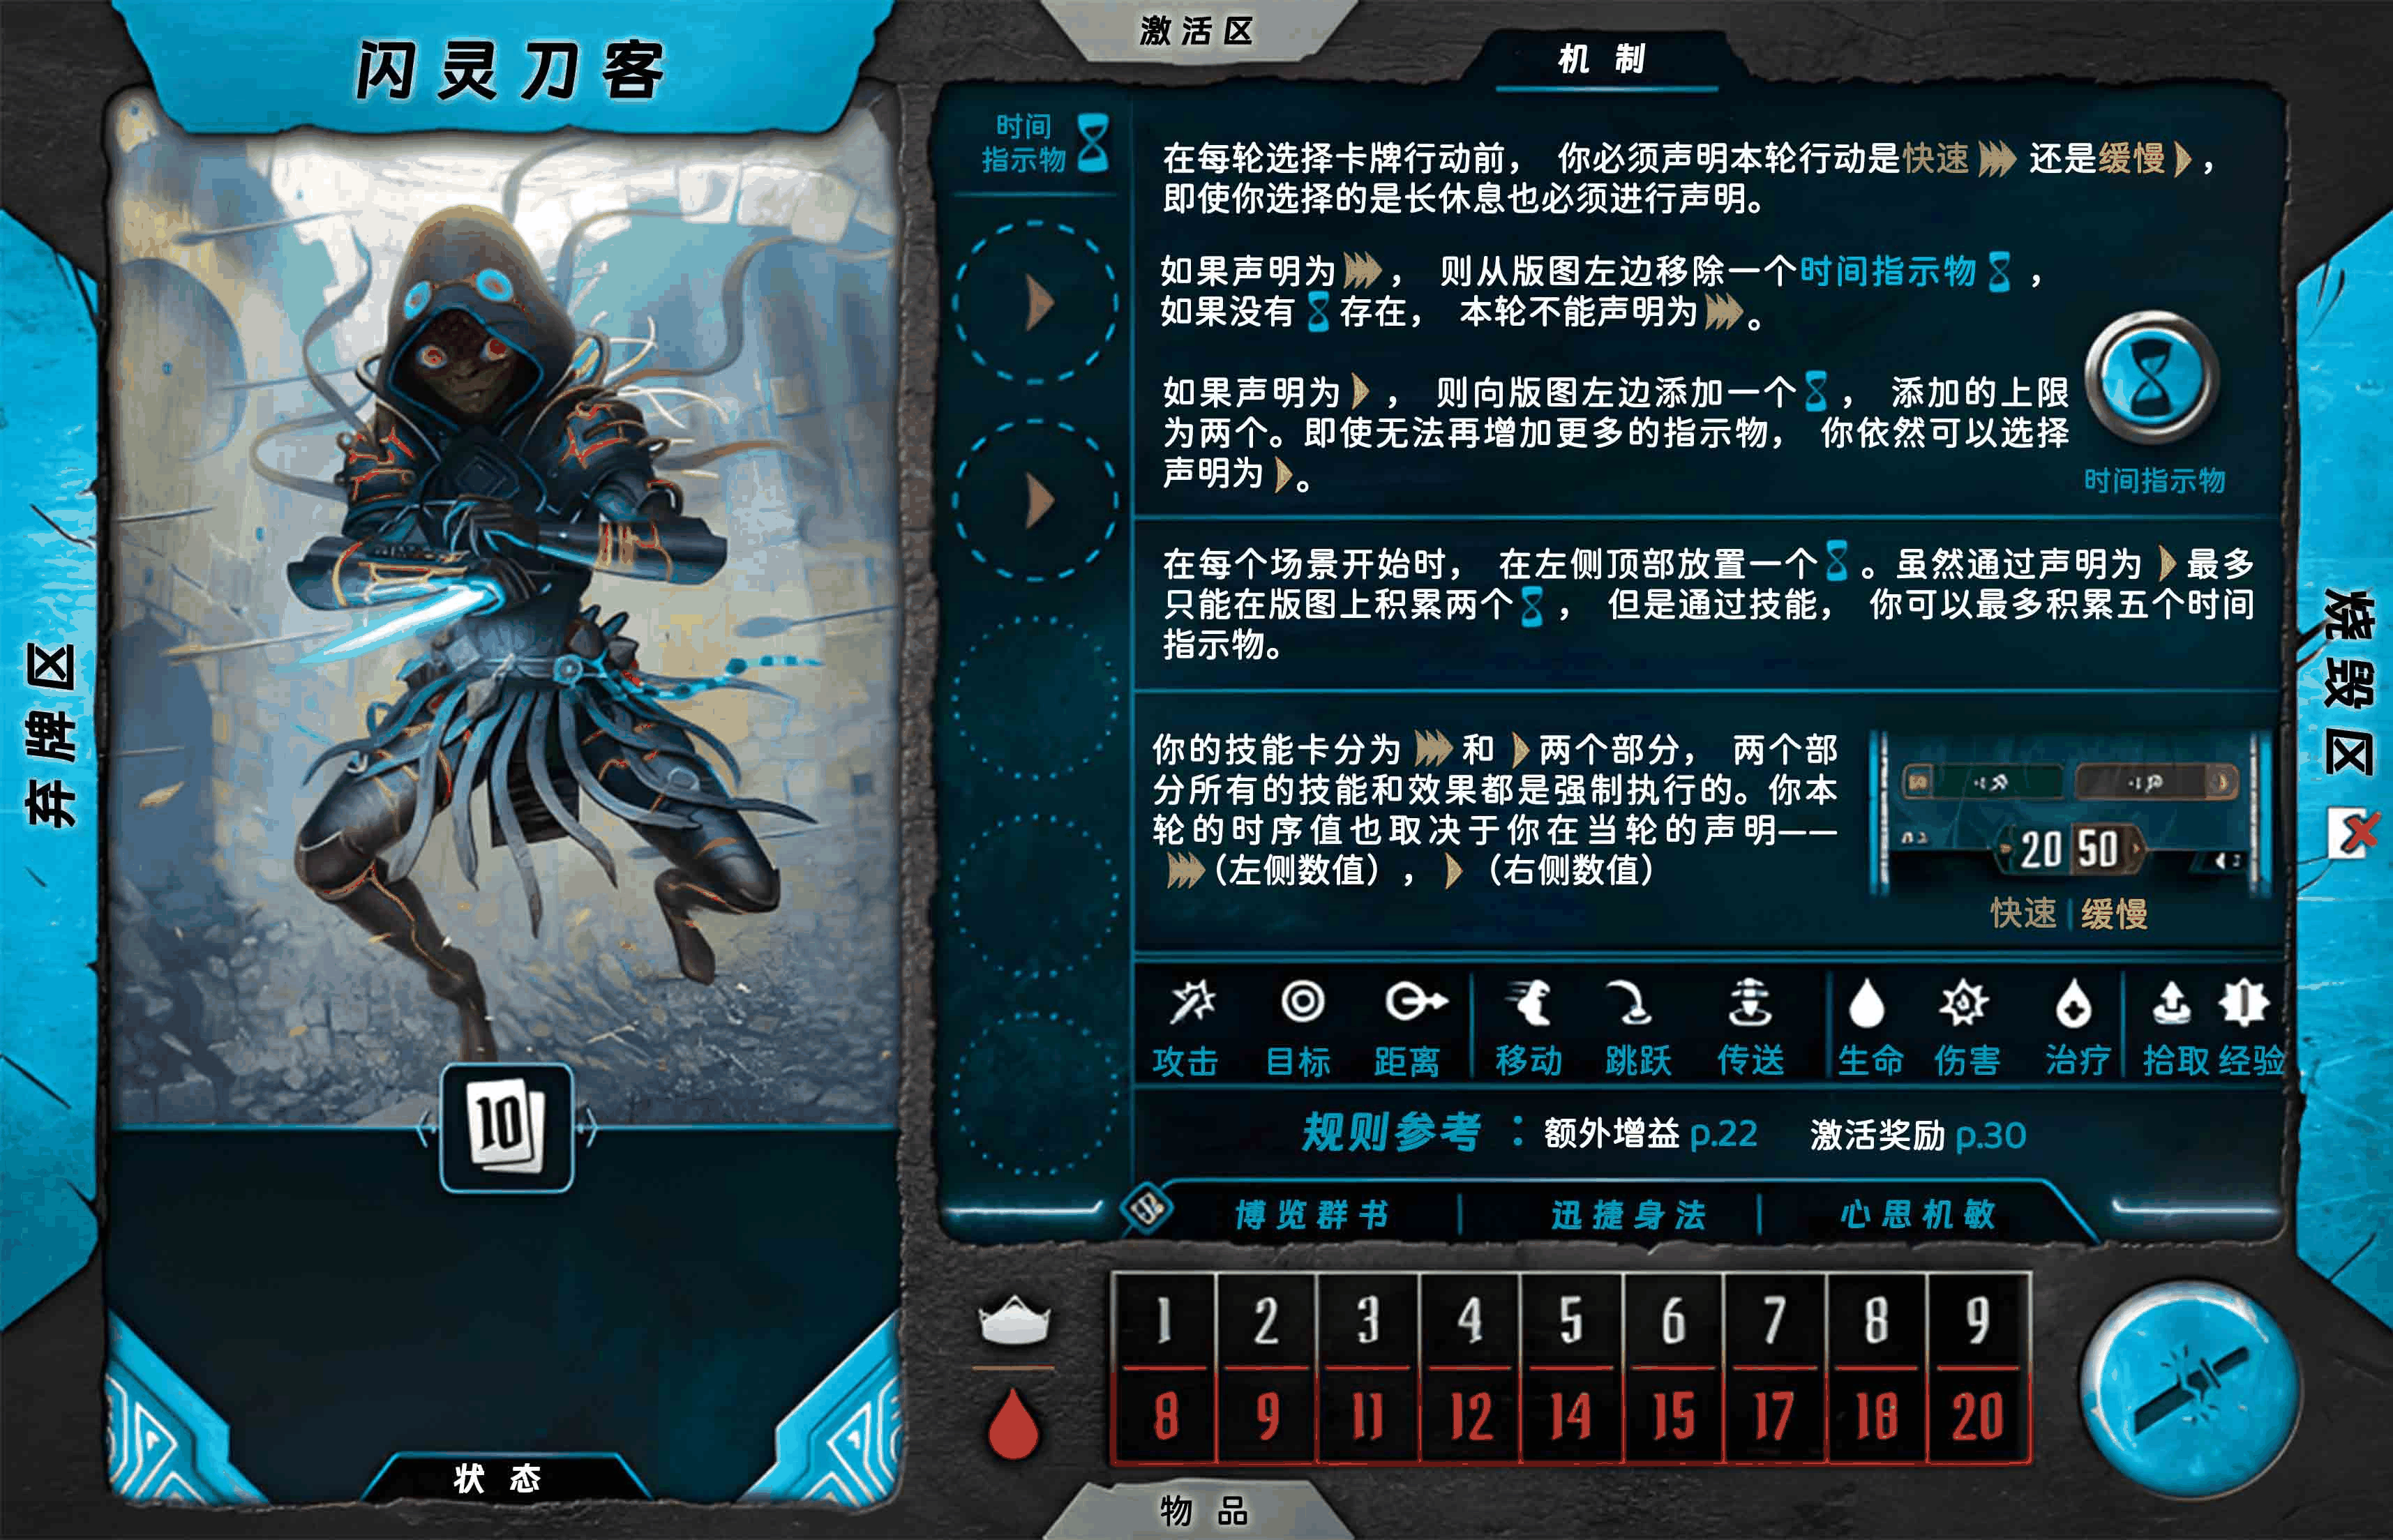 激活区
闪灵刀客
机 制
时间
指示物
在每轮选择卡牌行动前， 你必须声明本轮行动是快速 还是缓慢 ，
即使你选择的是长休息也必须进行声明。
如果声明为 ， 则从版图左边移除一个时间指示物 ，
如果没有 存在， 本轮不能声明为 。
如果声明为 ， 则向版图左边添加一个 ， 添加的上限
为两个。即使无法再增加更多的指示物， 你依然可以选择
声明为 。
时间指示物
在每个场景开始时， 在左侧顶部放置一个 。虽然通过声明为 最多
只能在版图上积累两个 ， 但是通过技能， 你可以最多积累五个时间
指示物。
你的技能卡分为 和 两个部分， 两个部
分所有的技能和效果都是强制执行的。你本
轮的时序值也取决于你在当轮的声明——
（左侧数值）， （右侧数值）
20 50
快速 缓慢
弃牌区
烧毁区
攻击 目标 距离 移动 跳跃 传送 生命 伤害 治疗 拾取 经验
规则参考 ： 额外增益 p.22 激活奖励 p.30
10
博览群书 迅捷身法 心思机敏
1 2 3 4 5 6 7 8 9
8 9 11 12 14 15 17 18 20
状 态
物 品